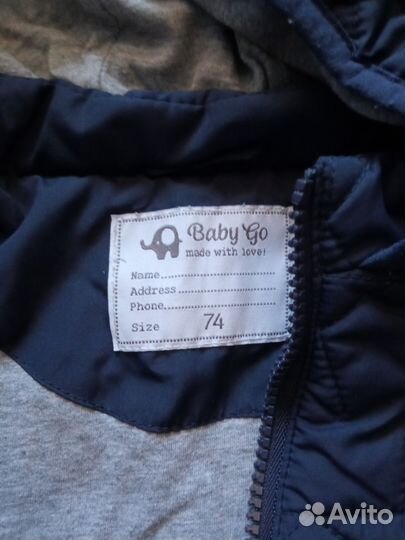 Baby Go
made with love!
Name
Address
Phone
Size 74
Avito